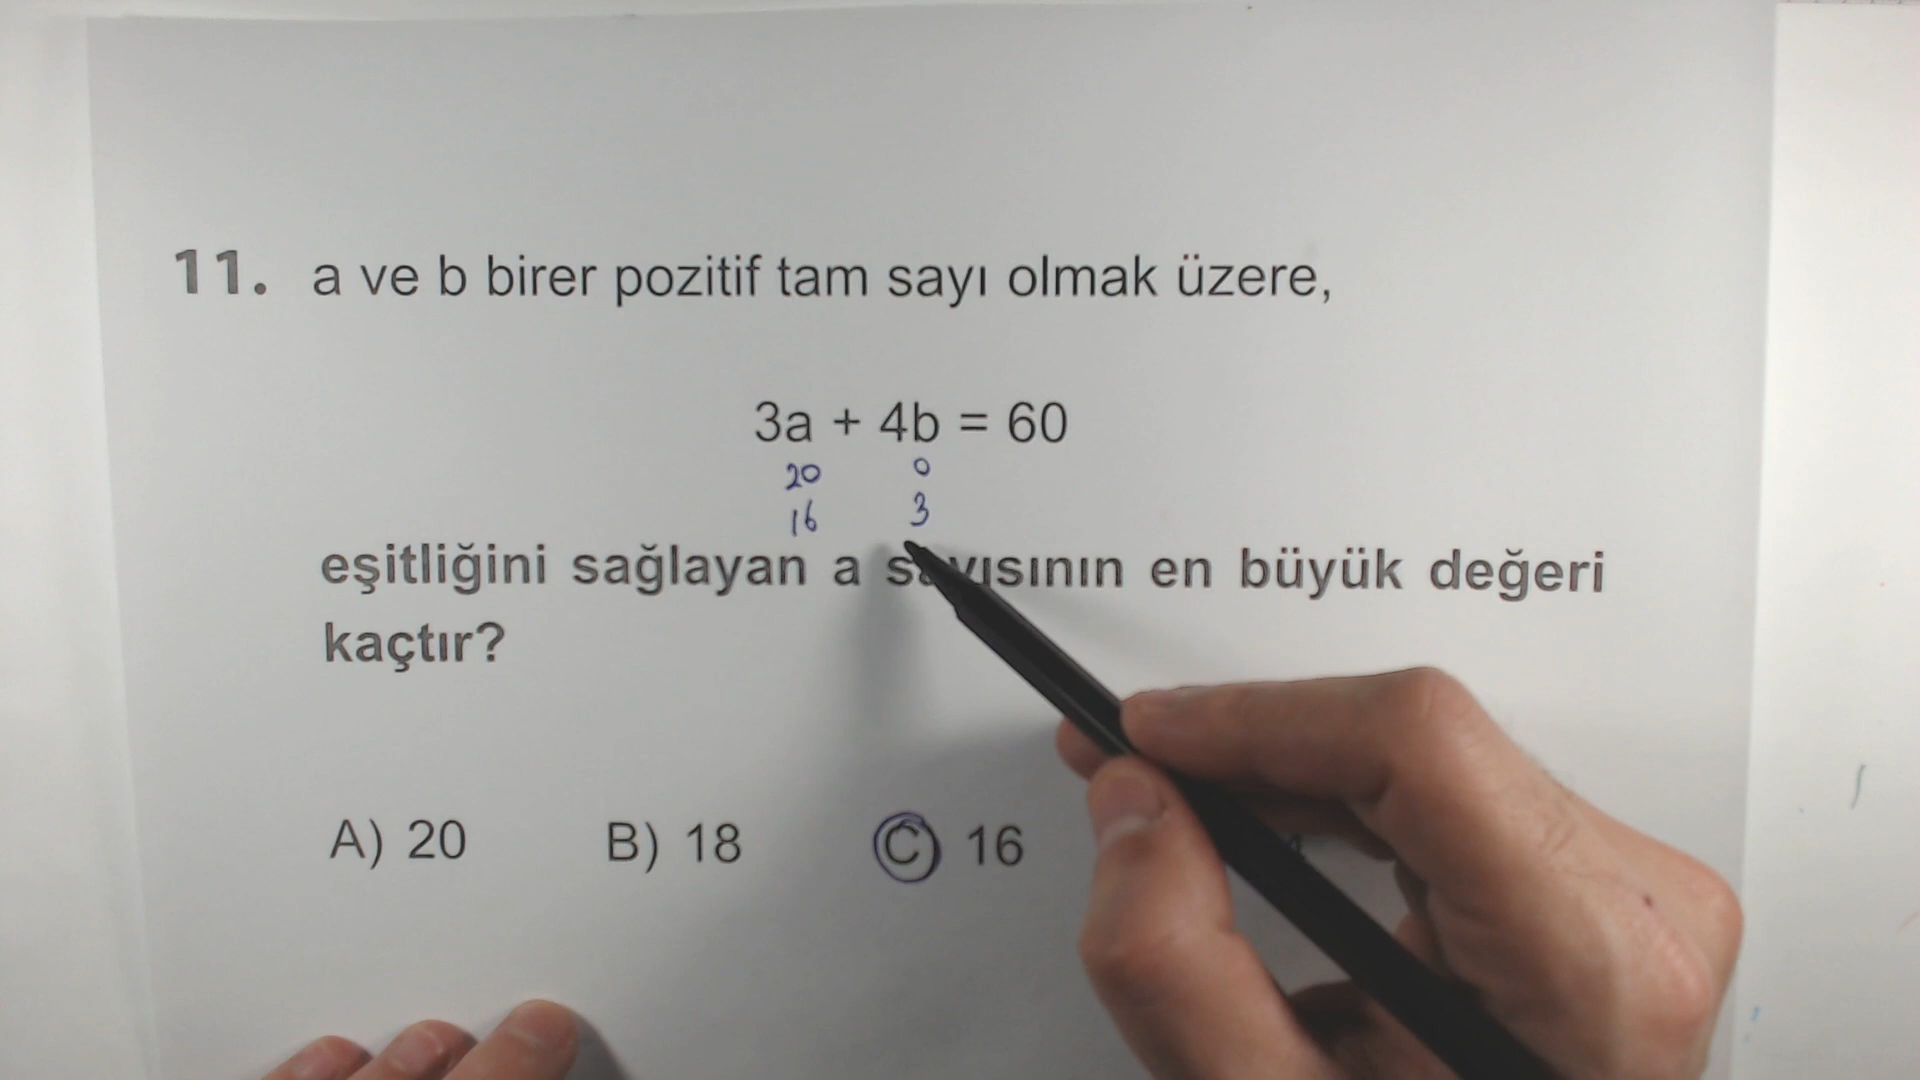 11. a ve b birer pozitif tam sayı olmak üzere,
3a + 4b = 60
20 0
16 3
eşitliğini sağlayan a sayısının en büyük değeri
kaçtır?
A) 20 B) 18 C) 16